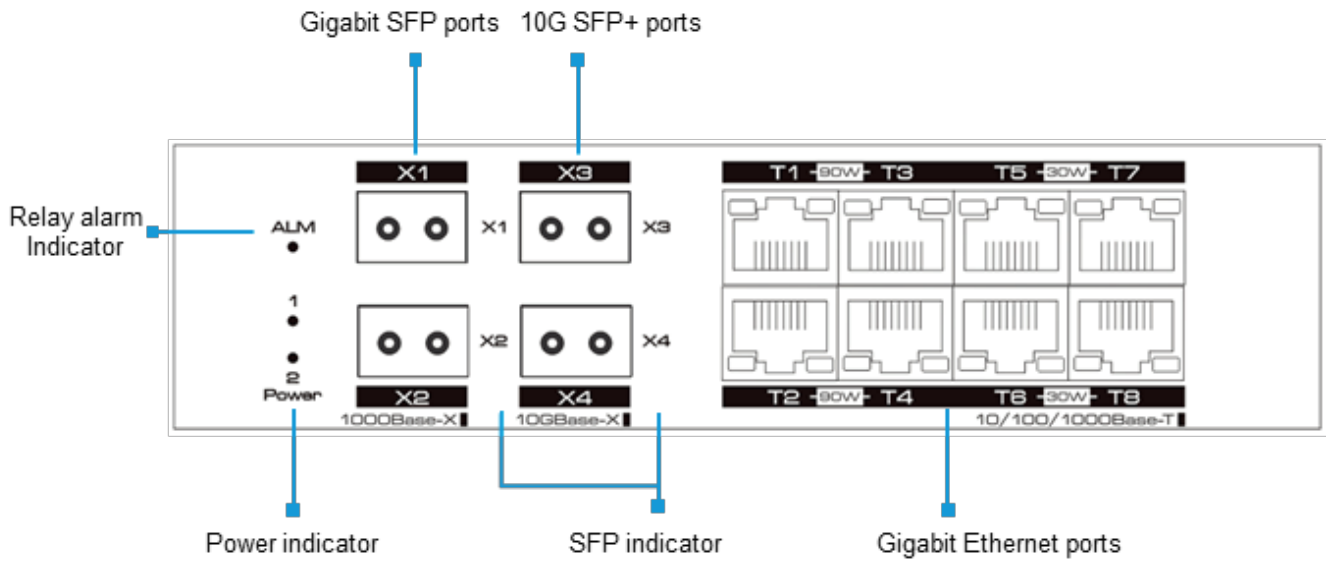 Gigabit SFP ports 10G SFP+ ports
X1 X3 T1 -90W- T3 T5 -30W- T7
Relay alarm
Indicator
ALM
X1 X3
1
X2 X4
2
Power
X2 X4 T2 -90W- T4 T6 -30W- T8
1000Base-X 10GBase-X 10/100/1000Base-T
Power indicator SFP indicator Gigabit Ethernet ports